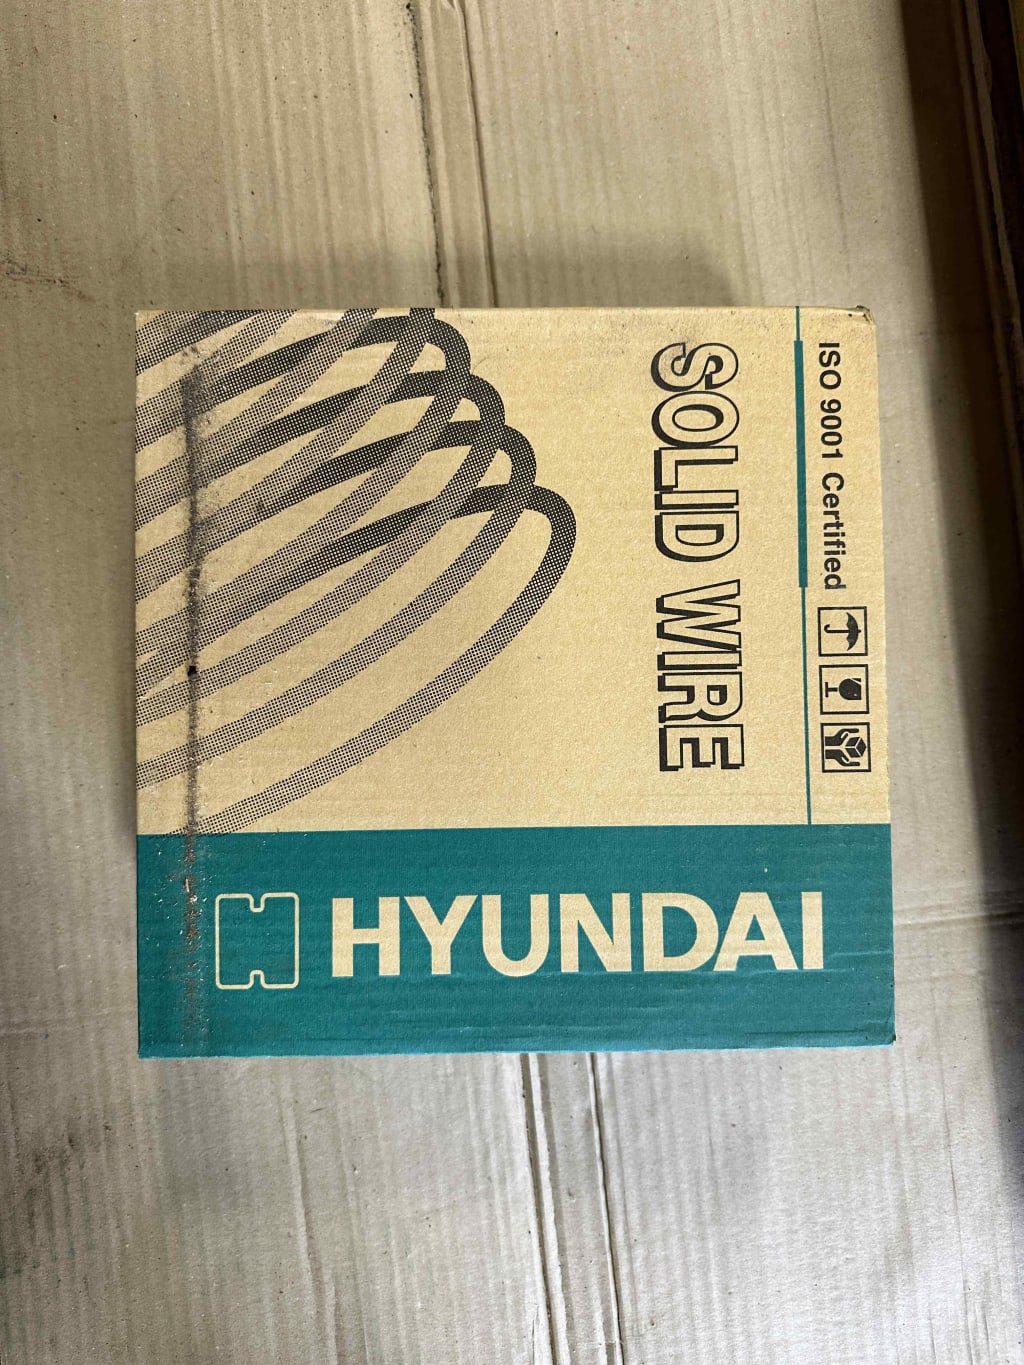 ISO 9001 Certified
SOLID WIRE
HYUNDAI